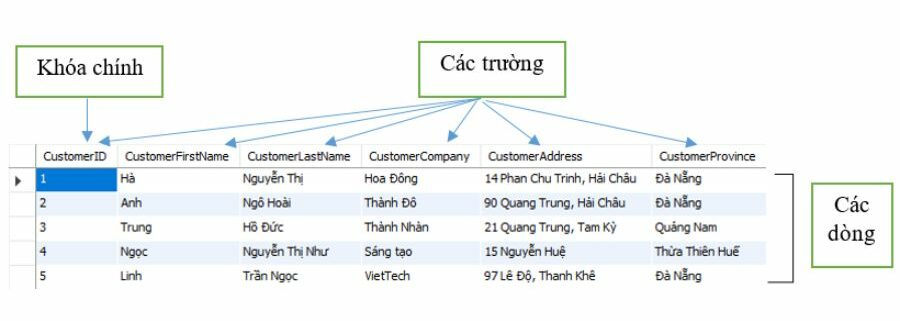 Khóa chính
Các trường
CustomerID CustomerFirstName CustomerLastName CustomerCompany CustomerAddress CustomerProvince
1 Hà Nguyễn Thị Hoa Đông 14 Phan Chu Trinh, Hải Châu Đà Nẵng
2 Anh Ngô Hoài Thành Đô 90 Quang Trung, Hải Châu Đà Nẵng
3 Trung Hồ Đức Thành Nhàn 21 Quang Trung, Tam Kỳ Quảng Nam
4 Ngọc Nguyễn Thị Như Sáng tạo 15 Nguyễn Huệ Thừa Thiên Huế
5 Linh Trần Ngọc VietTech 97 Lê Độ, Thanh Khê Đà Nẵng
Các
dòng